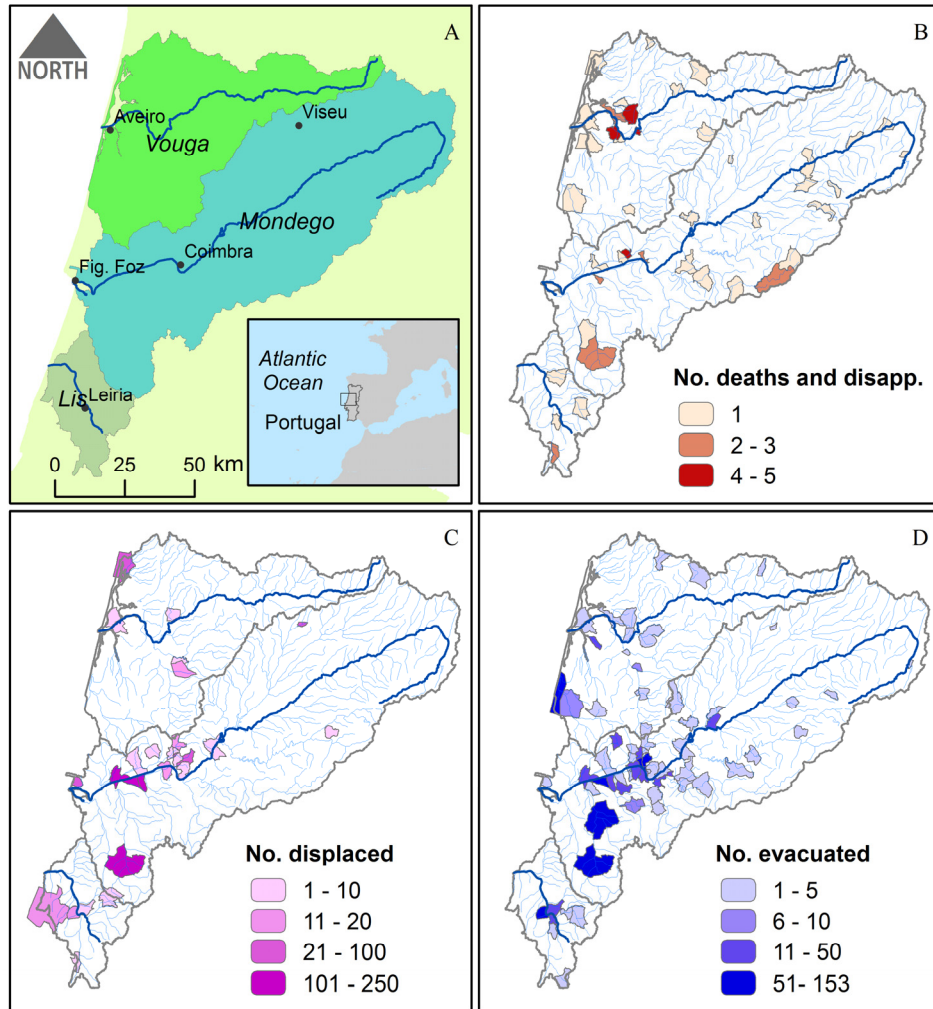 A
NORTH
Aveiro
Viseu
Vouga
Mondego
Coimbra
Fig. Foz
Atlantic
Ocean
Portugal
Lis
Leiria
0 25 50 km
B
No. deaths and disapp.
1
2 - 3
4 - 5
C
No. displaced
1 - 10
11 - 20
21 - 100
101 - 250
D
No. evacuated
1 - 5
6 - 10
11 - 50
51- 153